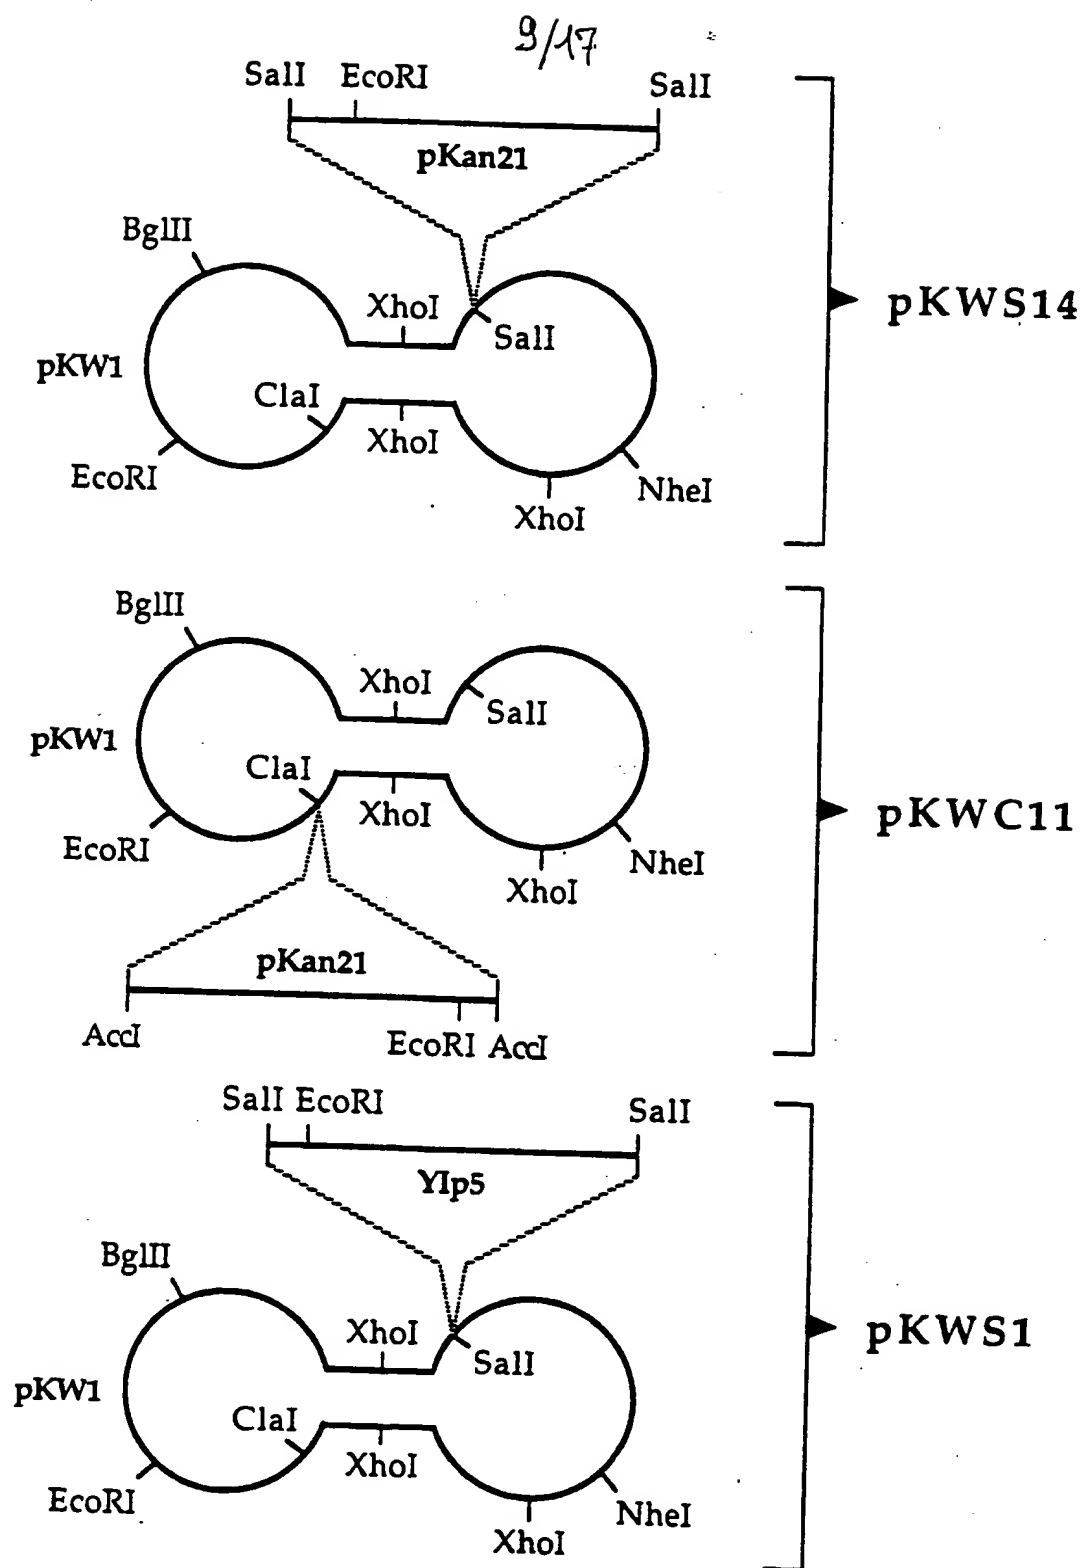 9/17
SalI EcoRI SalI
pKan21
BglII
XhoI
SalI
pKW1
ClaI
XhoI
EcoRI
NheI
XhoI
pKWS14
BglII
XhoI
SalI
pKW1
ClaI
XhoI
EcoRI
NheI
XhoI
pKan21
AccI
EcoRI AccI
pKWC11
SalI EcoRI SalI
YIp5
BglII
XhoI
SalI
pKW1
ClaI
XhoI
EcoRI
NheI
XhoI
pKWS1